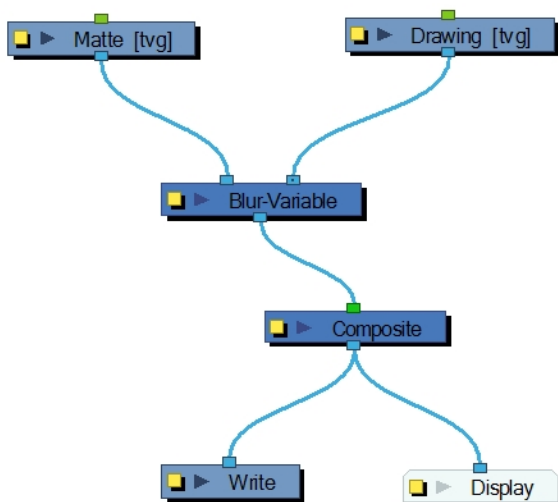 Matte [tvg]
Drawing [tvg]
Blur-Variable
Composite
Write
Display